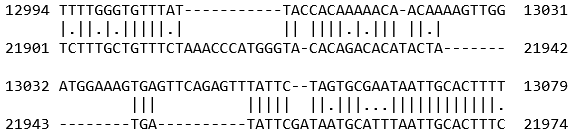 12994 TTTTGGGTGTTTAT-----------TACCACAAAAACA-ACAAAAGTTGG 13031
|.||.|.|||||.|           || ||||.|.||| ||.|
21901 TCTTTGCTGTTTCTAAACCCATGGGTA-CACAGACACATACTA------- 21942
13032 ATGGAAAGTGAGTTCAGAGTTTATTC--TAGTGCGAATAATTGCACTTTT 13079
|||          |||||  ||.|||...||||||||||||.
21943 --------TGA----------TATTCGATAATGCATTTAATTGCACTTTC 21974